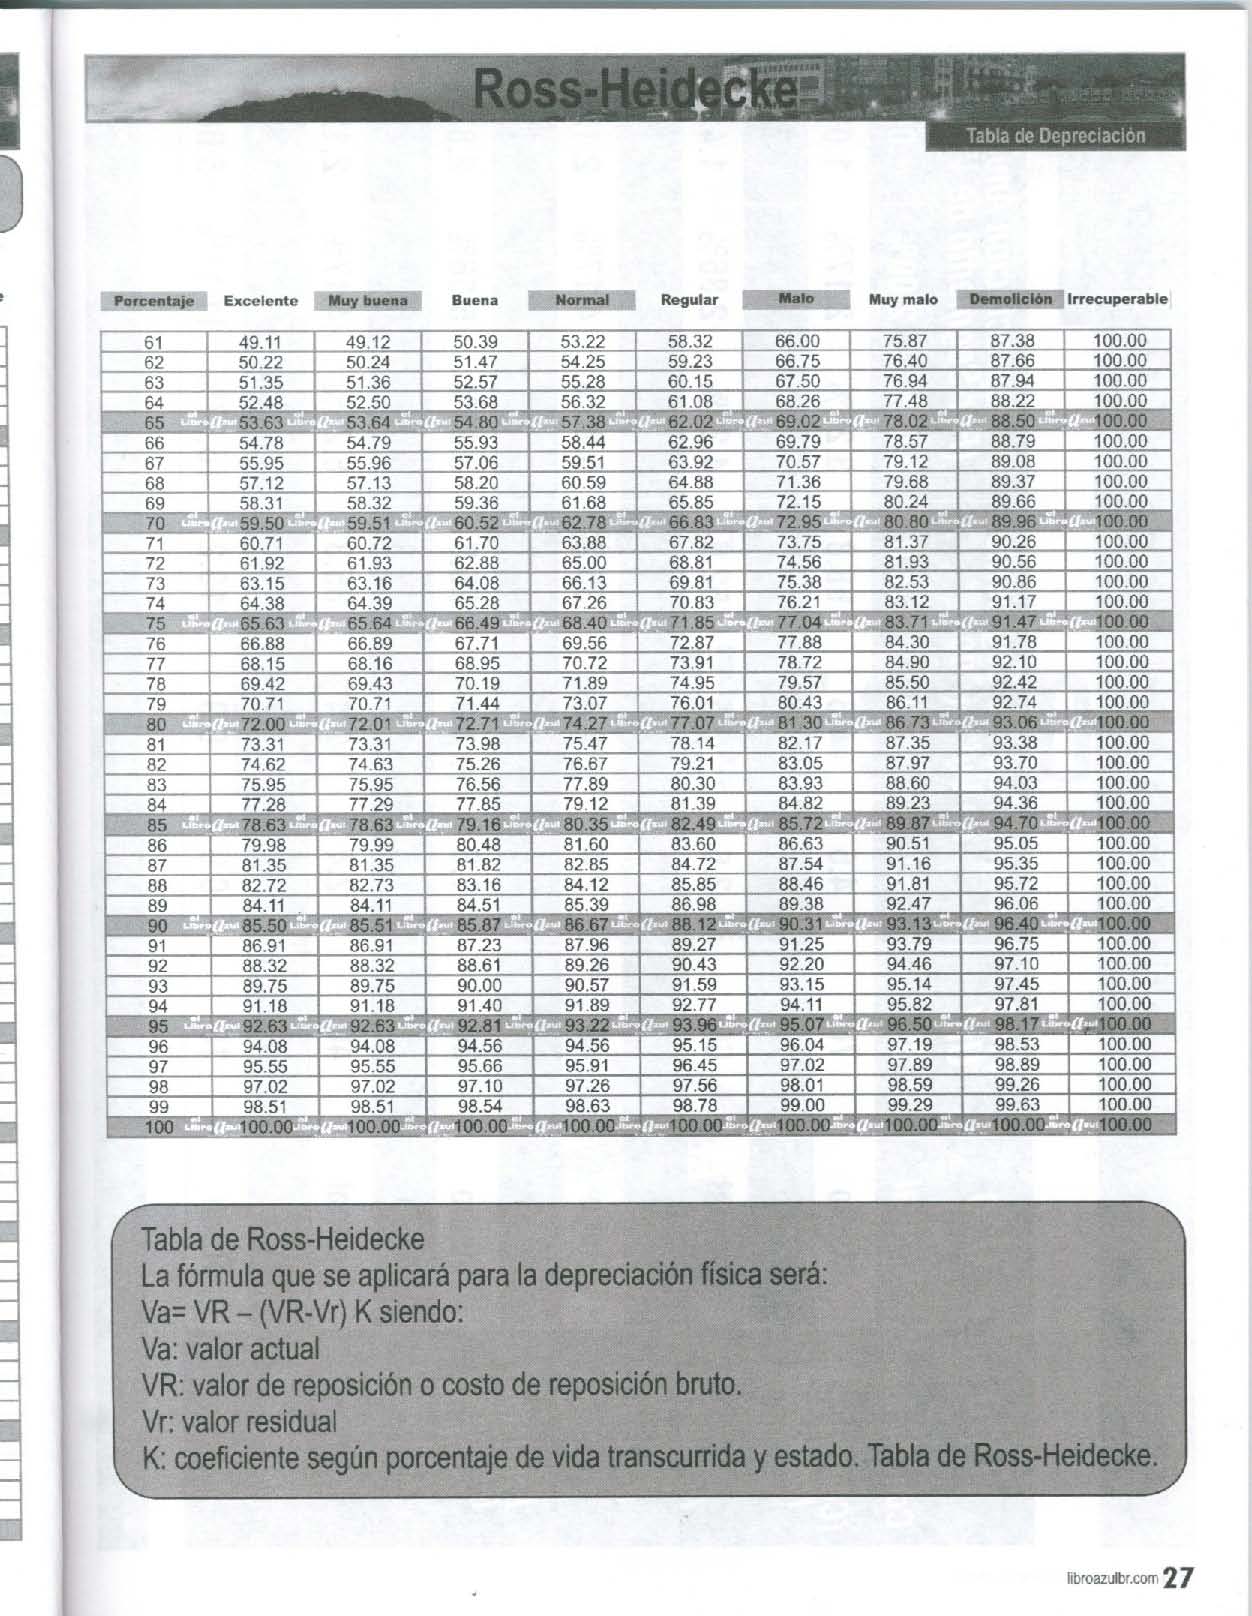 Ross-Heidecke
Tabla de Depreciación
Porcentaje Excelente Muy buena Buena Normal Regular Malo Muy malo Demolición Irrecuperable
61 49.11 49.12 50.39 53.22 58.32 66.00 75.87 87.38 100.00
62 50.22 50.24 51.47 54.25 59.23 66.75 76.40 87.66 100.00
63 51.35 51.36 52.57 55.28 60.15 67.50 76.94 87.94 100.00
64 52.48 52.50 53.68 56.32 61.08 68.26 77.48 88.22 100.00
65 53.63 53.64 54.80 57.38 62.02 69.02 78.02 88.50 100.00
66 54.78 54.79 55.93 58.44 62.96 69.79 78.57 88.79 100.00
67 55.95 55.96 57.06 59.51 63.92 70.57 79.12 89.08 100.00
68 57.12 57.13 58.20 60.59 64.88 71.36 79.68 89.37 100.00
69 58.31 58.32 59.36 61.68 65.85 72.15 80.24 89.66 100.00
70 59.50 59.51 60.52 62.78 66.83 72.95 80.80 89.96 100.00
71 60.71 60.72 61.70 63.88 67.82 73.75 81.37 90.26 100.00
72 61.92 61.93 62.88 65.00 68.81 74.56 81.93 90.56 100.00
73 63.15 63.16 64.08 66.13 69.81 75.38 82.53 90.86 100.00
74 64.38 64.39 65.28 67.26 70.83 76.21 83.12 91.17 100.00
75 65.63 65.64 66.49 68.40 71.85 77.04 83.71 91.47 100.00
76 66.88 66.89 67.71 69.56 72.87 77.88 84.30 91.78 100.00
77 68.15 68.16 68.95 70.72 73.91 78.72 84.90 92.10 100.00
78 69.42 69.43 70.19 71.89 74.95 79.57 85.50 92.42 100.00
79 70.71 70.71 71.44 73.07 76.01 80.43 86.11 92.74 100.00
80 72.00 72.01 72.71 74.27 77.07 81.30 86.73 93.06 100.00
81 73.31 73.31 73.98 75.47 78.14 82.17 87.35 93.38 100.00
82 74.62 74.63 75.26 76.67 79.21 83.05 87.97 93.70 100.00
83 75.95 75.95 76.56 77.89 80.30 83.93 88.60 94.03 100.00
84 77.28 77.29 77.85 79.12 81.39 84.82 89.23 94.36 100.00
85 78.63 78.63 79.16 80.35 82.49 85.72 89.87 94.70 100.00
86 79.98 79.99 80.48 81.60 83.60 86.63 90.51 95.05 100.00
87 81.35 81.35 81.82 82.85 84.72 87.54 91.16 95.35 100.00
88 82.72 82.73 83.16 84.12 85.85 88.46 91.81 95.72 100.00
89 84.11 84.11 84.51 85.39 86.98 89.38 92.47 96.06 100.00
90 85.50 85.51 85.87 86.67 88.12 90.31 93.13 96.40 100.00
91 86.91 86.91 87.23 87.96 89.27 91.25 93.79 96.75 100.00
92 88.32 88.32 88.61 89.26 90.43 92.20 94.46 97.10 100.00
93 89.75 89.75 90.00 90.57 91.59 93.15 95.14 97.45 100.00
94 91.18 91.18 91.40 91.89 92.77 94.11 95.82 97.81 100.00
95 92.63 92.63 92.81 93.22 93.96 95.07 96.50 98.17 100.00
96 94.08 94.08 94.56 94.56 95.15 96.04 97.19 98.53 100.00
97 95.55 95.55 95.66 95.91 96.45 97.02 97.89 98.89 100.00
98 97.02 97.02 97.10 97.26 97.56 98.01 98.59 99.26 100.00
99 98.51 98.51 98.54 98.63 98.78 99.00 99.29 99.63 100.00
100 100.00 100.00 100.00 100.00 100.00 100.00 100.00 100.00 100.00
Tabla de Ross-Heidecke
La fórmula que se aplicará para la depreciación física será:
Va= VR – (VR-Vr) K siendo:
Va: valor actual
VR: valor de reposición o costo de reposición bruto.
Vr: valor residual
K: coeficiente según porcentaje de vida transcurrida y estado. Tabla de Ross-Heidecke.
libroazulbr.com 27